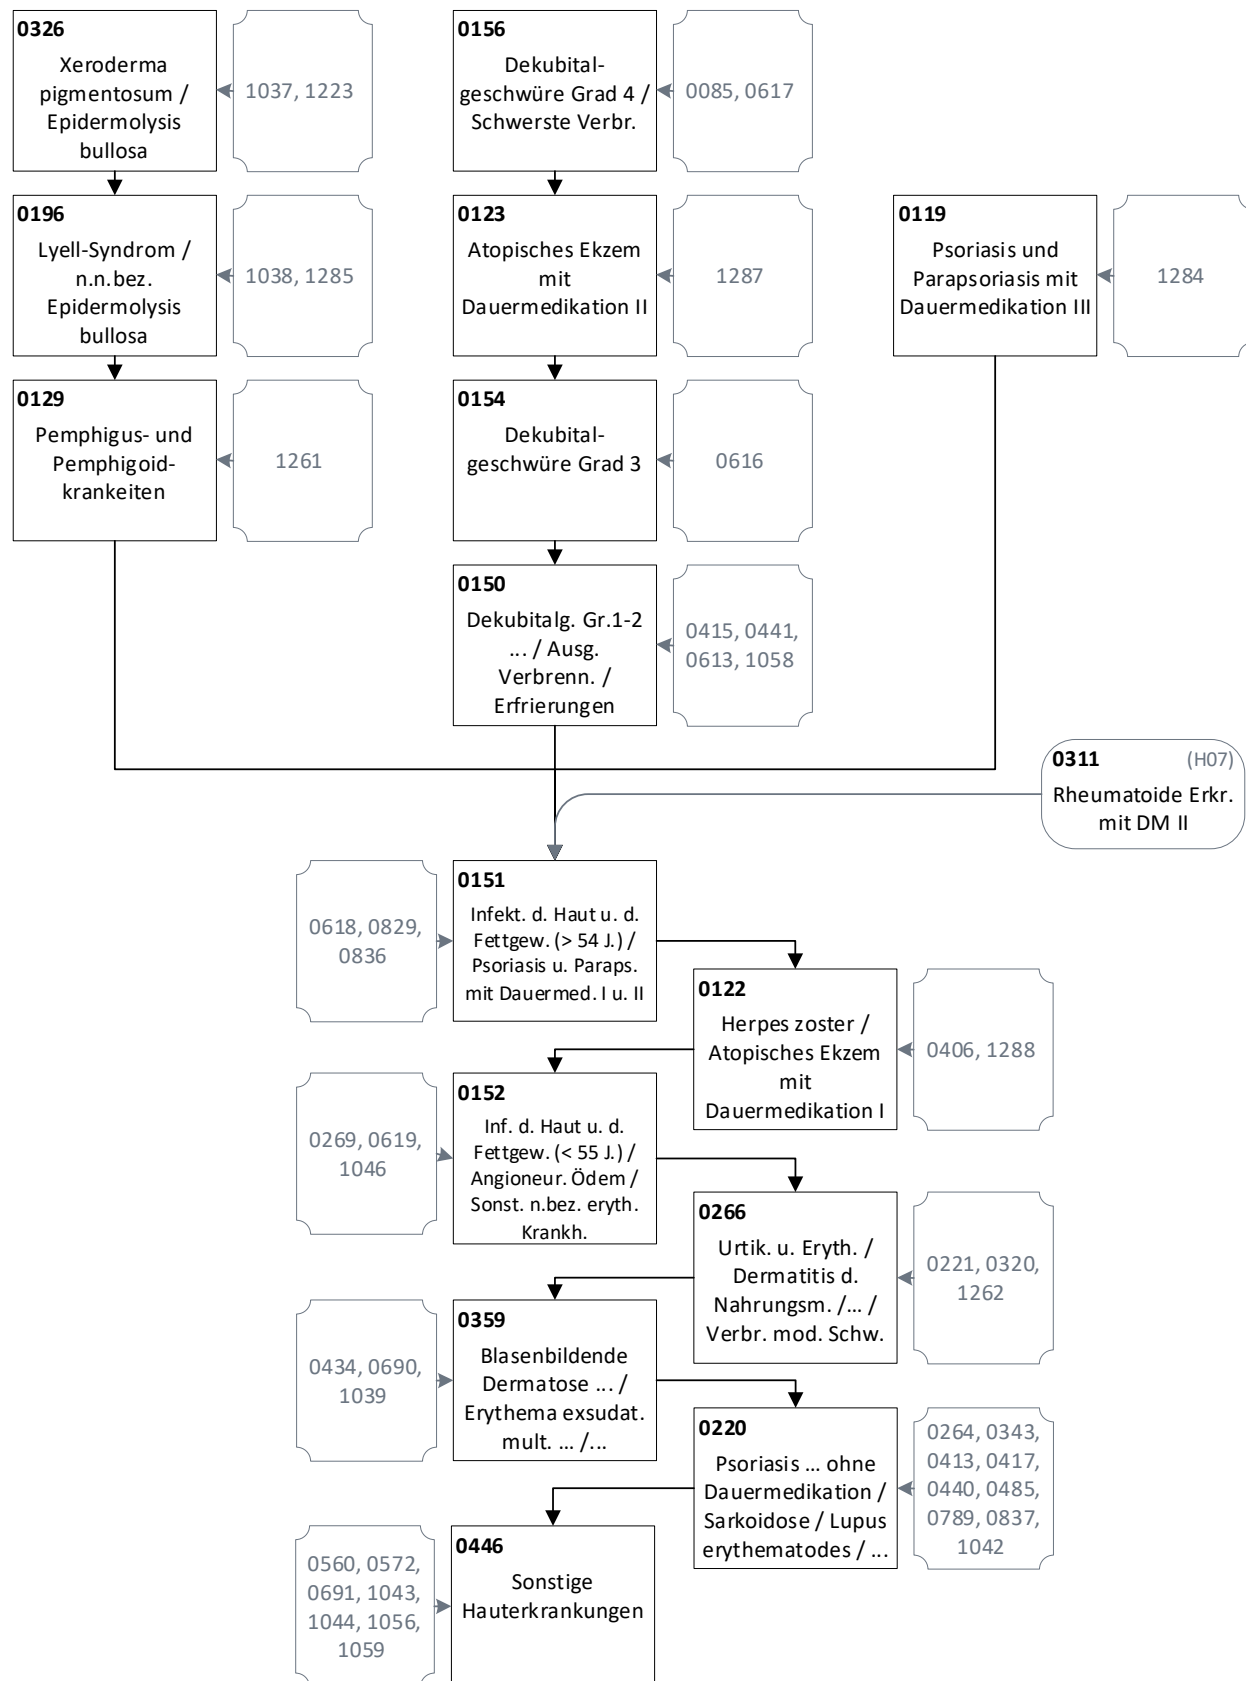 0326
Xeroderma
pigmentosum /
Epidermolysis
bullosa
1037, 1223
0156
Dekubital-
geschwüre Grad 4 /
Schwerste Verbr.
0085, 0617
0196
Lyell-Syndrom /
n.n.bez.
Epidermolysis
bullosa
1038, 1285
0123
Atopisches Ekzem
mit
Dauermedikation II
1287
0119
Psoriasis und
Parapsoriasis mit
Dauermedikation III
1284
0129
Pemphigus- und
Pemphigoid-
krankeiten
1261
0154
Dekubital-
geschwüre Grad 3
0616
0150
Dekubitalg. Gr.1-2
... / Ausg.
Verbrenn. /
Erfrierungen
0415, 0441,
0613, 1058
0311 (H07)
Rheumatoide Erkr.
mit DM II
0618, 0829,
0836
0151
Infekt. d. Haut u. d.
Fettgew. (> 54 J.) /
Psoriasis u. Paraps.
mit Dauermed. I u. II
0122
Herpes zoster /
Atopisches Ekzem
mit
Dauermedikation I
0406, 1288
0269, 0619,
1046
0152
Inf. d. Haut u. d.
Fettgew. (< 55 J.) /
Angioneur. Ödem /
Sonst. n.bez. eryth.
Krankh.
0266
Urtik. u. Eryth. /
Dermatitis d.
Nahrungsm. /... /
Verbr. mod. Schw.
0221, 0320,
1262
0434, 0690,
1039
0359
Blasenbildende
Dermatose ... /
Erythema exsudat.
mult. ... /...
0220
Psoriasis ... ohne
Dauermedikation /
Sarkoidose / Lupus
erythematodes / ...
0264, 0343,
0413, 0417,
0440, 0485,
0789, 0837,
1042
0560, 0572,
0691, 1043,
1044, 1056,
1059
0446
Sonstige
Hauterkrankungen